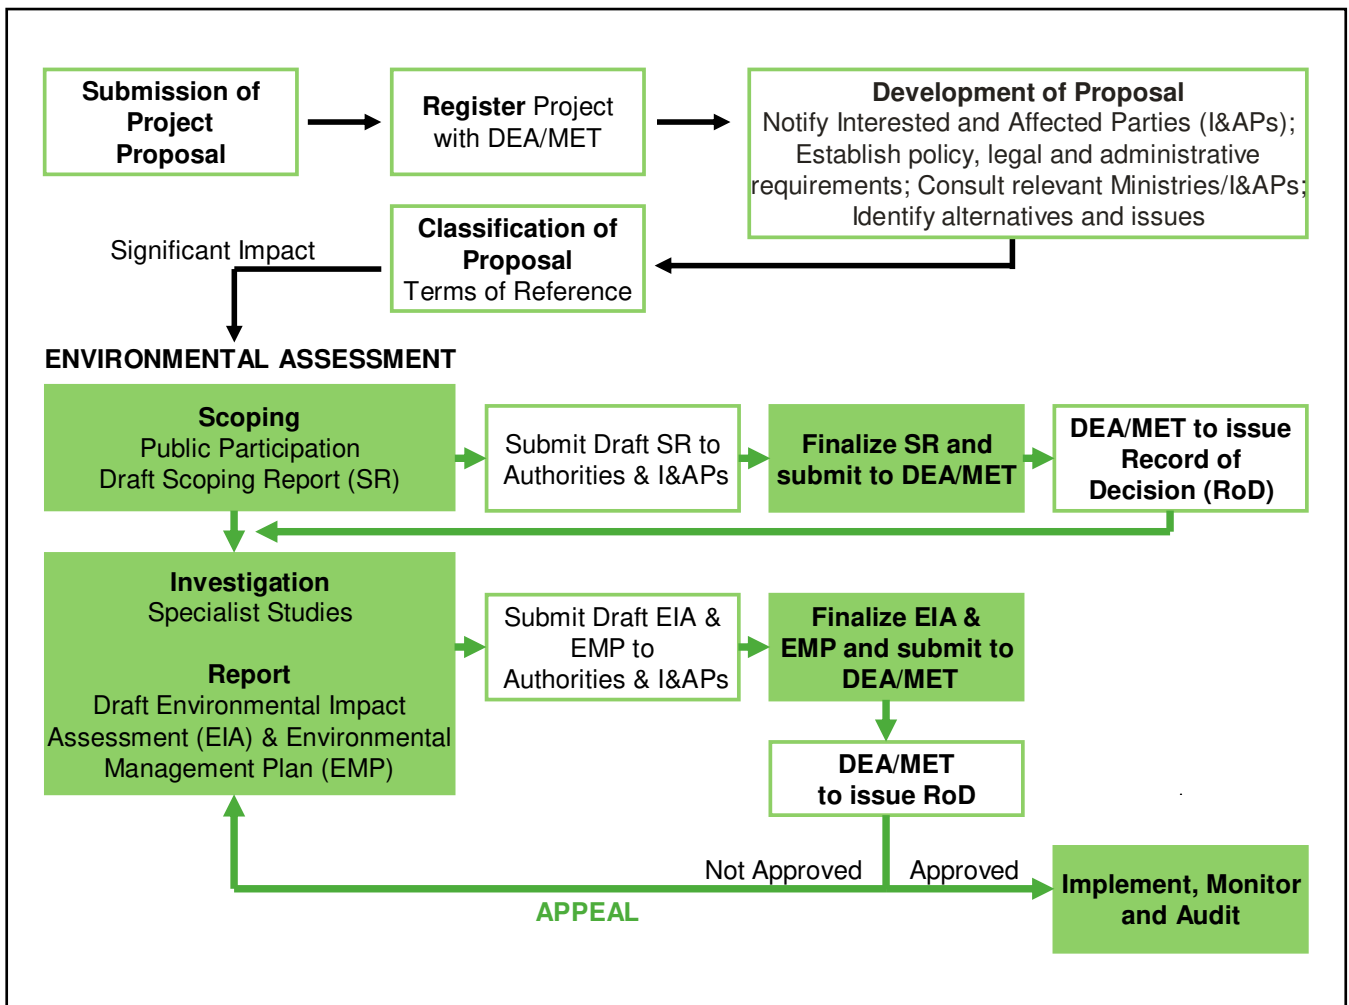 Submission of
Project
Proposal
Register Project
with DEA/MET
Development of Proposal
Notify Interested and Affected Parties (I&APs);
Establish policy, legal and administrative
requirements; Consult relevant Ministries/I&APs;
Identify alternatives and issues
Classification of
Proposal
Terms of Reference
Significant Impact
ENVIRONMENTAL ASSESSMENT
Scoping
Public Participation
Draft Scoping Report (SR)
Submit Draft SR to
Authorities & I&APs
Finalize SR and
submit to DEA/MET
DEA/MET to issue
Record of
Decision (RoD)
Investigation
Specialist Studies
Report
Draft Environmental Impact
Assessment (EIA) & Environmental
Management Plan (EMP)
Submit Draft EIA &
EMP to
Authorities & I&APs
Finalize EIA &
EMP and submit to
DEA/MET
DEA/MET
to issue RoD
Not Approved
Approved
APPEAL
Implement, Monitor
and Audit